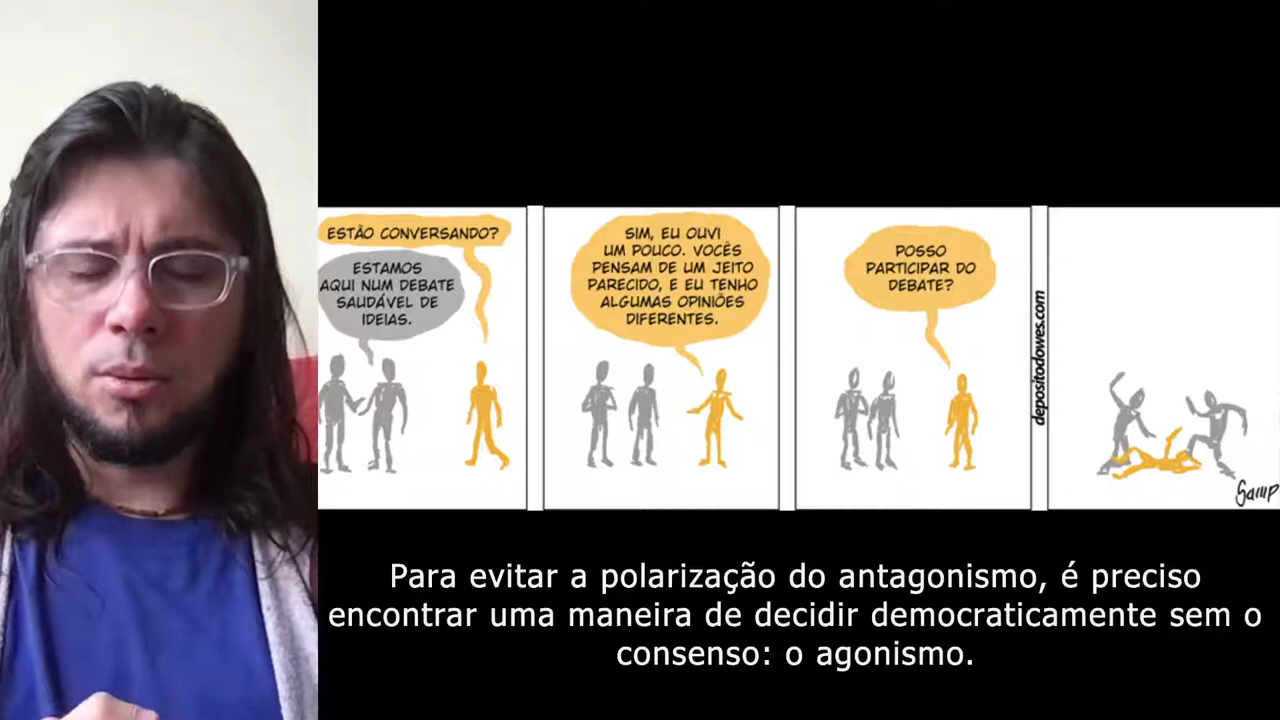 ESTÃO CONVERSANDO?
ESTAMOS
AQUI NUM DEBATE
SAUDÁVEL DE
IDEIAS.
SIM, EU OUVI
UM POUCO. VOCÊS
PENSAM DE UM JEITO
PARECIDO, E EU TENHO
ALGUMAS OPINIÕES
DIFERENTES.
POSSO
PARTICIPAR DO
DEBATE?
depositodowes.com
Samp
Para evitar a polarização do antagonismo, é preciso
encontrar uma maneira de decidir democraticamente sem o
consenso: o agonismo.